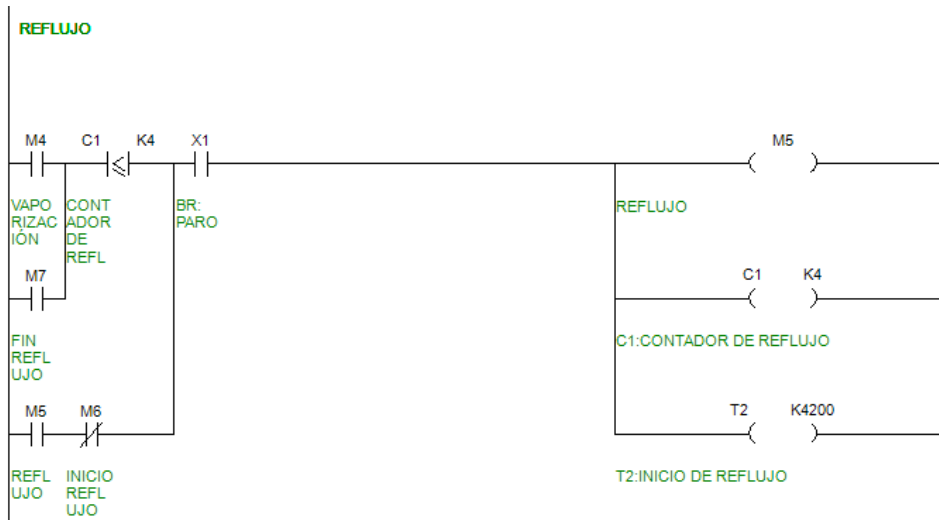 REFLUJO
M4 C1 K4 X1 M5
≤
VAPO
RIZAC
IÓN
CONT
ADOR
DE
REFL
BR:
PARO
REFLUJO
M7 C1 K4
FIN
REFL
UJO
C1:CONTADOR DE REFLUJO
M5 M6 T2 K4200
REFL
UJO
INICIO
REFL
UJO
T2:INICIO DE REFLUJO